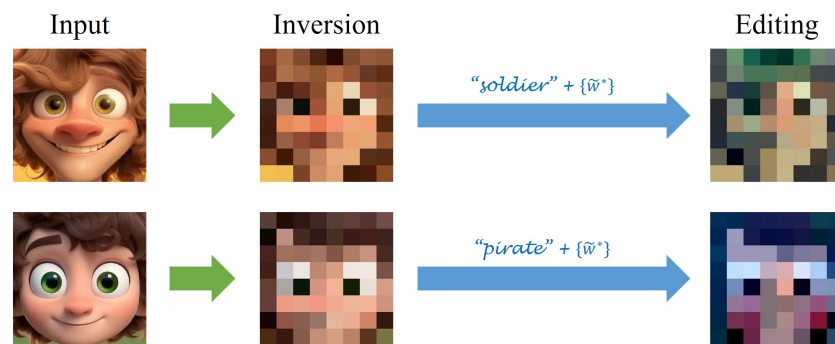 Input Inversion Editing
"soldier" + {w̃*}
"pirate" + {w̃*}